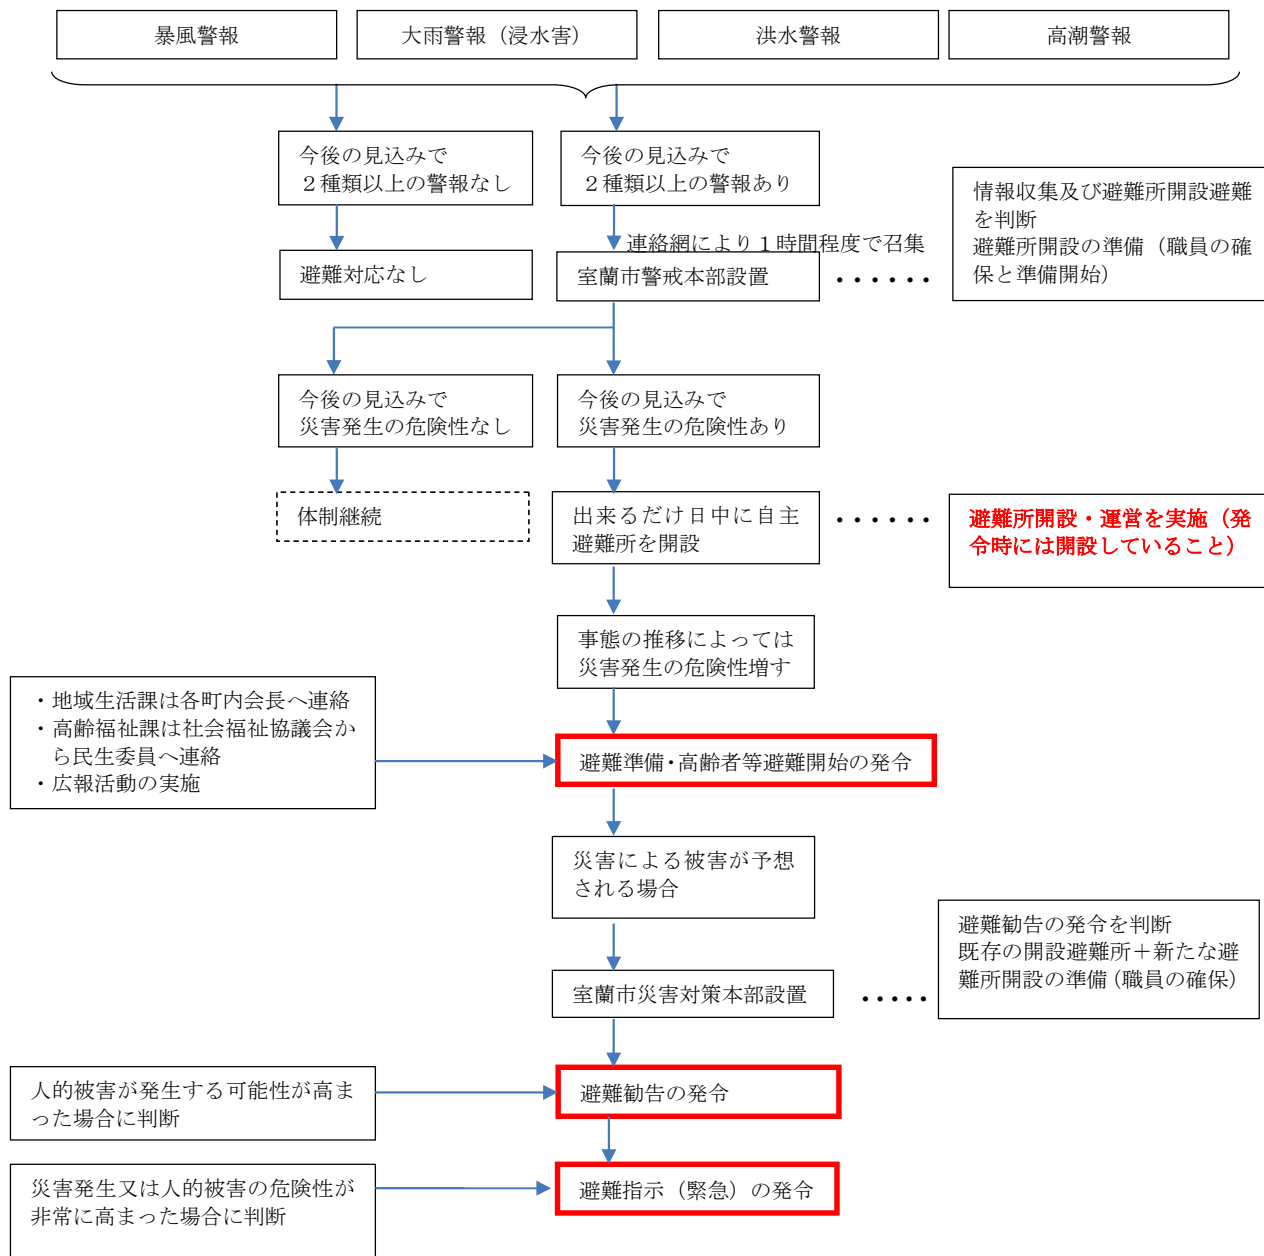 暴風警報
大雨警報（浸水害）
洪水警報
高潮警報
今後の見込みで
２種類以上の警報なし
今後の見込みで
２種類以上の警報あり
情報収集及び避難所開設避難
を判断
避難所開設の準備（職員の確
保と準備開始）
連絡網により１時間程度で召集
避難対応なし
室蘭市警戒本部設置
・・・・・・
今後の見込みで
災害発生の危険性なし
今後の見込みで
災害発生の危険性あり
体制継続
出来るだけ日中に自主
避難所を開設
・・・・・・
避難所開設・運営を実施（発
令時には開設していること）
事態の推移によっては
災害発生の危険性増す
・地域生活課は各町内会長へ連絡
・高齢福祉課は社会福祉協議会か
ら民生委員へ連絡
・広報活動の実施
避難準備・高齢者等避難開始の発令
災害による被害が予想
される場合
避難勧告の発令を判断
既存の開設避難所＋新たな避
難所開設の準備（職員の確保）
室蘭市災害対策本部設置
・・・・・
人的被害が発生する可能性が高ま
った場合に判断
避難勧告の発令
災害発生又は人的被害の危険性が
非常に高まった場合に判断
避難指示（緊急）の発令